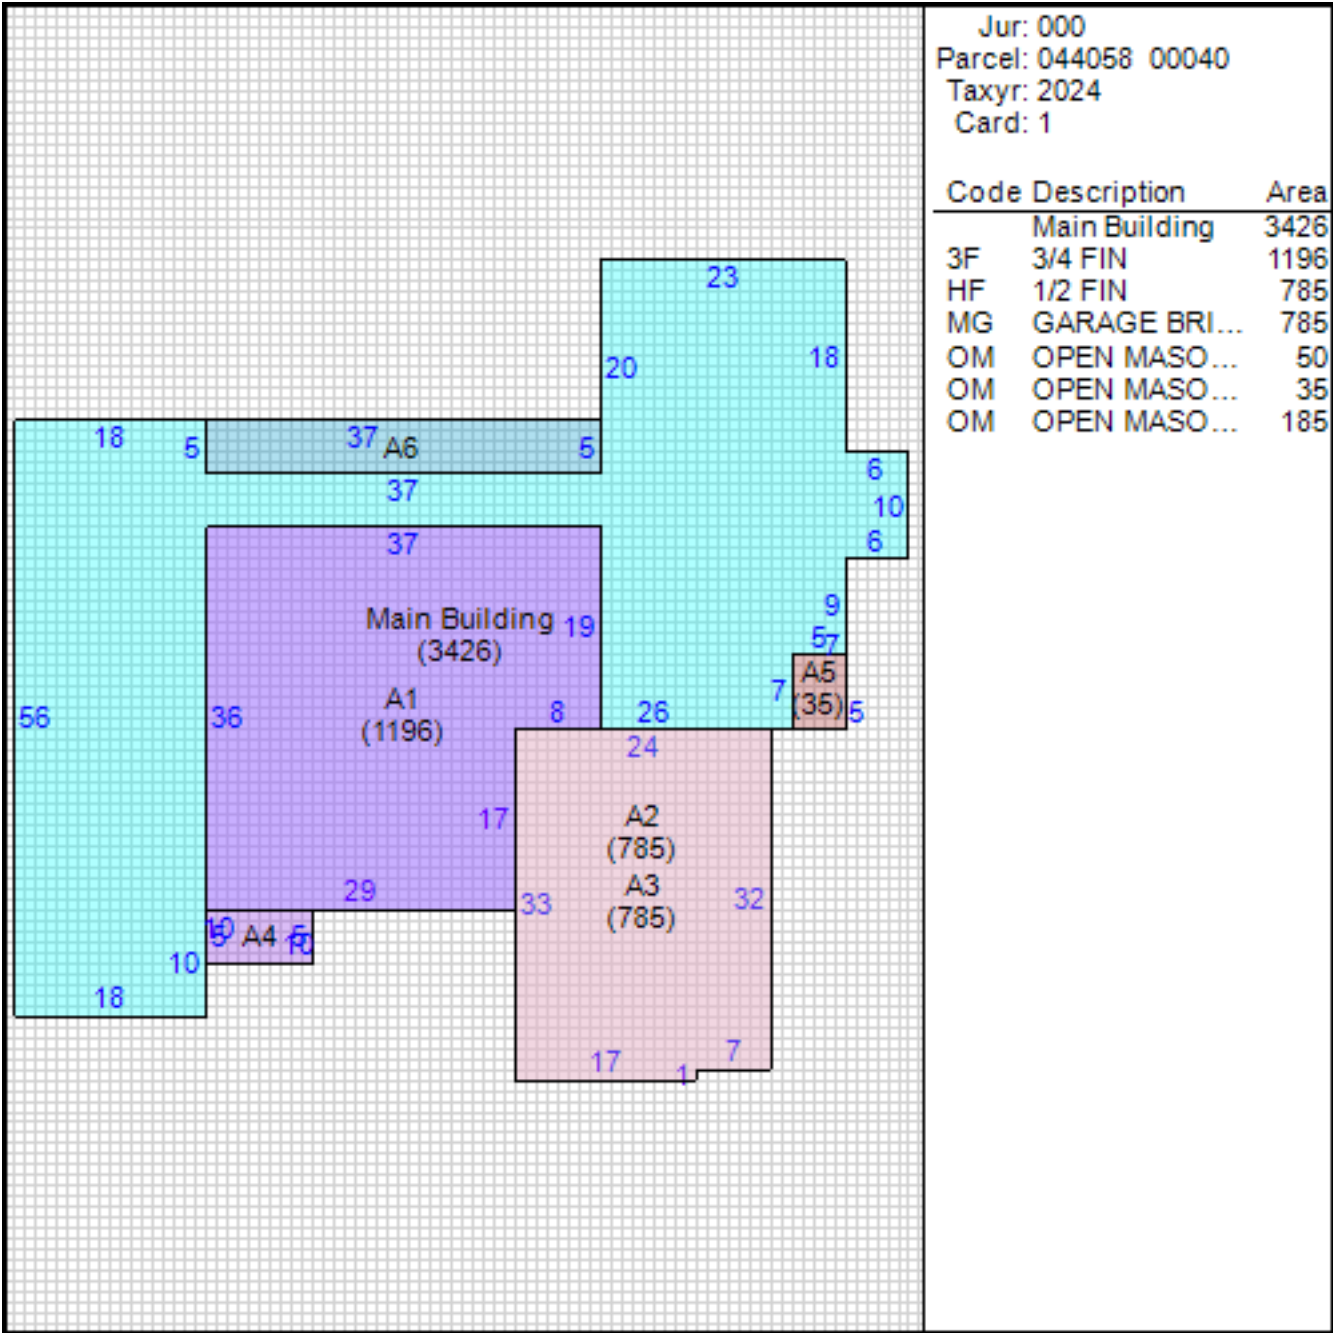 Jur: 000
Parcel: 044058 00040
Taxyr: 2024
Card: 1
Code Description Area
Main Building 3426
3F 3/4 FIN 1196
HF 1/2 FIN 785
MG GARAGE BRI... 785
OM OPEN MASO... 50
OM OPEN MASO... 35
OM OPEN MASO... 185
23
20
18
18
5
37
A6
5
37
6
10
6
37
Main Building
(3426)
19
9
5
7
A5
(35)
7
5
56
36
A1
(1196)
8
26
24
17
A2
(785)
A3
(785)
29
33
32
10
5
A4
5
10
10
18
17
1
7